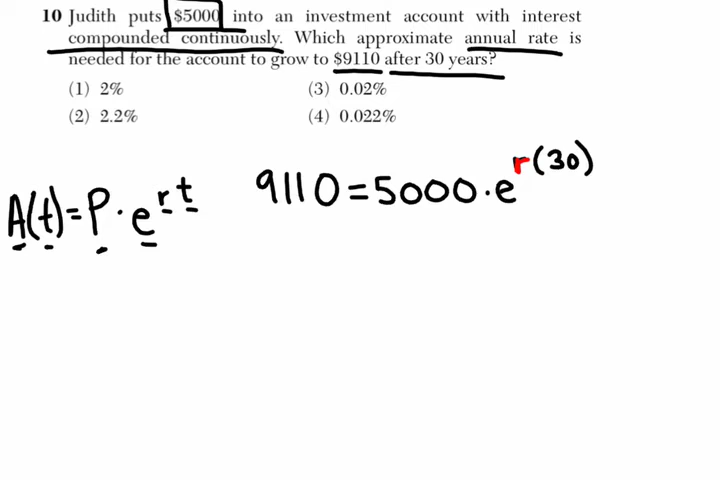 10 Judith puts $5000 into an investment account with interest
compounded continuously. Which approximate annual rate is
needed for the account to grow to $9110 after 30 years?
(1) 2% (3) 0.02%
(2) 2.2% (4) 0.022%
A(t)=P·e^rt 9110=5000·e^r(30)